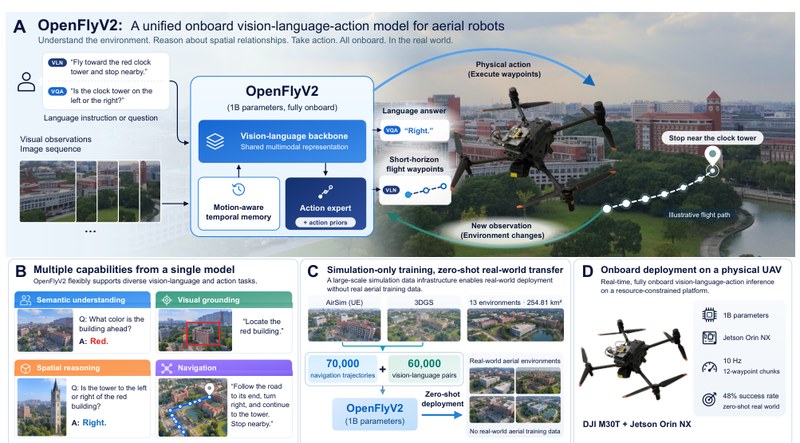 A OpenFlyV2: A unified onboard vision-language-action model for aerial robots
Understand the environment. Reason about spatial relationships. Take action. All onboard. In the real world.
VLN "Fly toward the red clock
tower and stop nearby."
VQA "Is the clock tower on the
left or the right?"
Language instruction or question
Visual observations
Image sequence
...
OpenFlyV2
(1B parameters, fully onboard)
Vision-language backbone
Shared multimodal representation
Motion-aware
temporal memory
Action expert
+ action priors
Language answer
VQA "Right."
Short-horizon
flight waypoints
VLN
Physical action
(Execute waypoints)
New observation
(Environment changes)
Stop near the clock tower
Illustrative flight path
B Multiple capabilities from a single model
OpenFlyV2 flexibly supports diverse vision-language and action tasks.
Semantic understanding
Q: What color is the
building ahead?
A: Red.
Visual grounding
"Locate the
red building."
Spatial reasoning
Q: Is the tower to the left
or right of the red
building?
A: Right.
Navigation
"Follow the road
to its end, turn
right, and continue
to the tower.
Stop nearby."
C Simulation-only training, zero-shot real-world transfer
A large-scale simulation data infrastructure enables real-world deployment
without real aerial training data.
AirSim (UE)
3DGS
13 environments · 254.81 km²
70,000
navigation trajectories
+
60,000
vision-language pairs
OpenFlyV2
(1B parameters)
Zero-shot
deployment
Real-world aerial environments
No real-world aerial training data
D Onboard deployment on a physical UAV
Real-time, fully onboard vision-language-action inference
on a resource-constrained platform.
1B parameters
Jetson Orin NX
10 Hz
12-waypoint chunks
48% success rate
zero-shot real world
DJI M30T + Jetson Orin NX